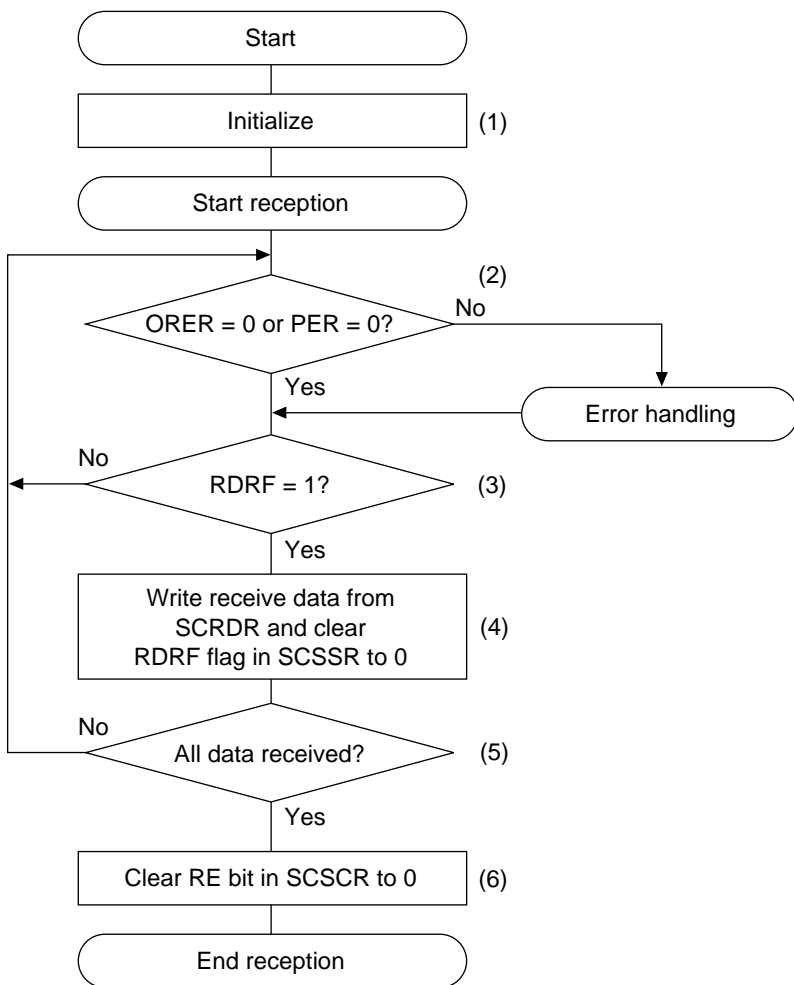 Start
Initialize
(1)
Start reception
(2)
ORER = 0 or PER = 0?
No
Yes
Error handling
No
RDRF = 1?
(3)
Yes
Write receive data from
SCRDR and clear
RDRF flag in SCSSR to 0
(4)
No
All data received?
(5)
Yes
Clear RE bit in SCSCR to 0
(6)
End reception